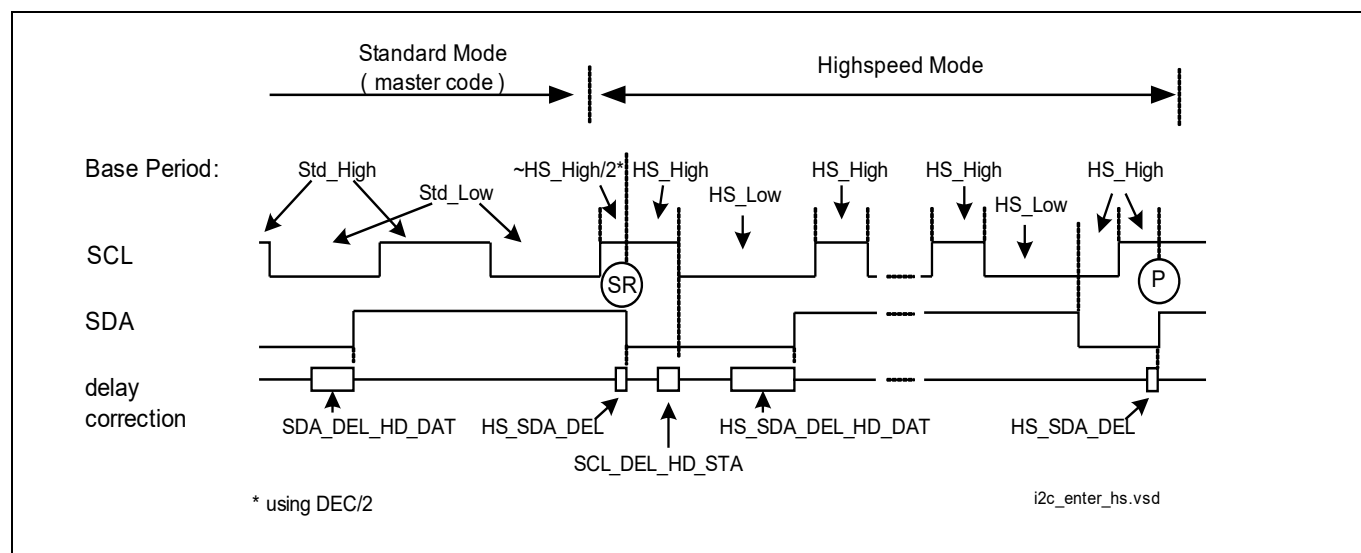 Standard Mode
( master code )
Highspeed Mode
Base Period:
Std_High
Std_Low
~HS_High/2*
HS_High
HS_Low
HS_High
HS_High
HS_Low
HS_High
SCL
SR
P
SDA
delay
correction
SDA_DEL_HD_DAT
HS_SDA_DEL
SCL_DEL_HD_STA
HS_SDA_DEL_HD_DAT
HS_SDA_DEL
* using DEC/2
i2c_enter_hs.vsd